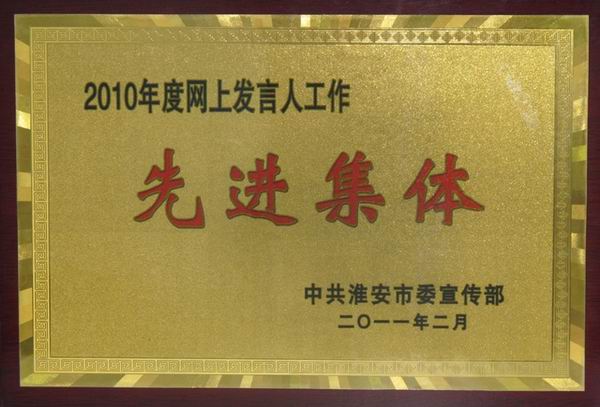 2010年度网上发言人工作
先进集体
中共淮安市委宣传部
二〇一一年二月